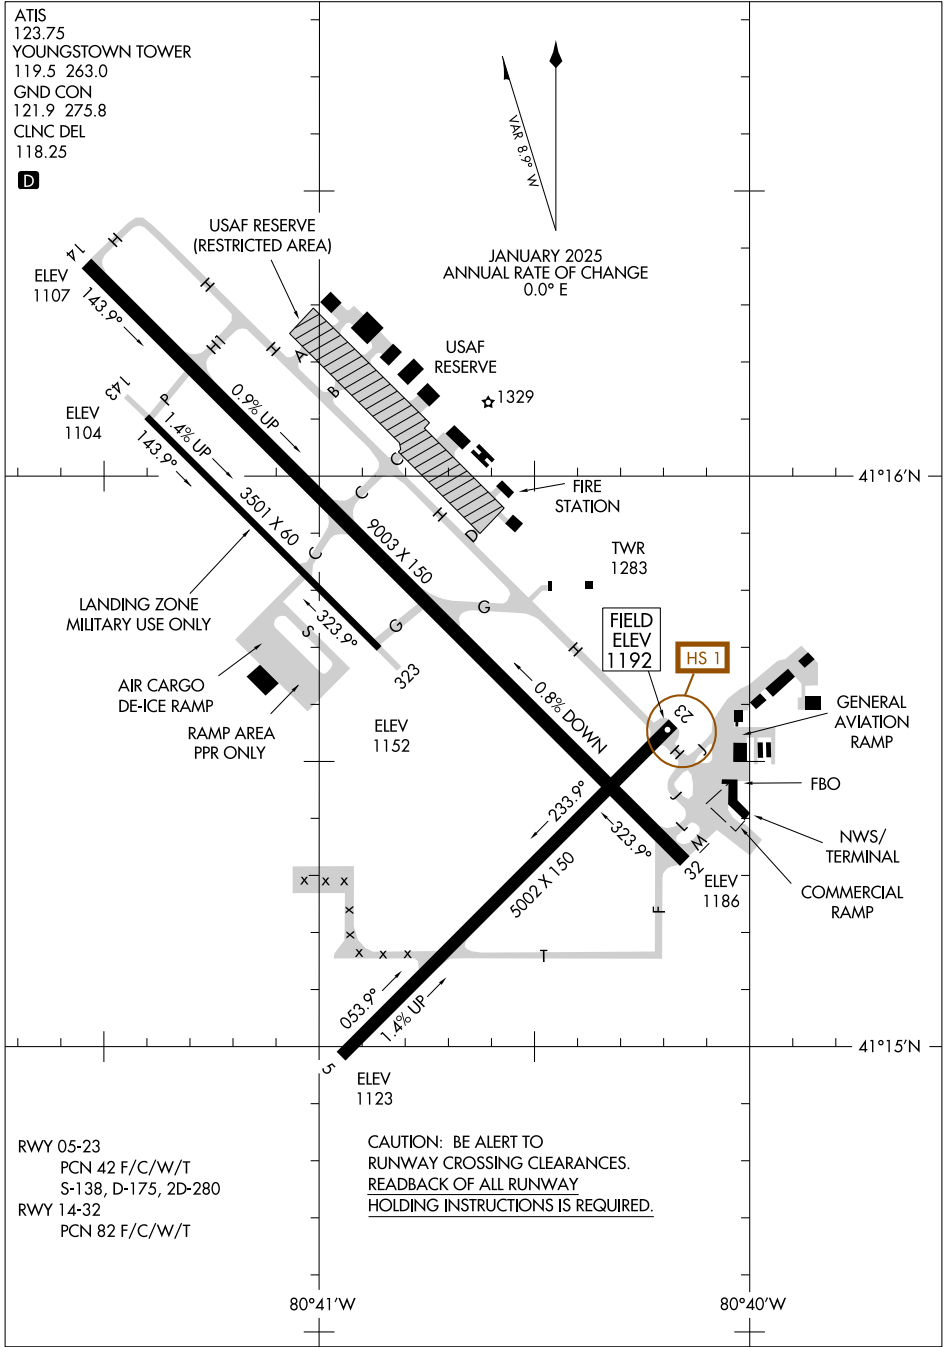 ATIS
123.75
YOUNGSTOWN TOWER
119.5 263.0
GND CON
121.9 275.8
CLNC DEL
118.25
D
VAR 8.9° W
JANUARY 2025
ANNUAL RATE OF CHANGE
0.0° E
USAF RESERVE
(RESTRICTED AREA)
14
H
ELEV
1107
143.9°
H
H1
H
A
B
USAF
RESERVE
1329
143
ELEV
1104
P
1.4% UP
143.9°
0.9% UP
C
C
41°16'N
FIRE
STATION
H
D
3501 X 60
9003 X 150
C
TWR
1283
LANDING ZONE
MILITARY USE ONLY
323.9°
S
G
G
H
FIELD
ELEV
1192
HS 1
323
AIR CARGO
DE-ICE RAMP
RAMP AREA
PPR ONLY
ELEV
1152
0.8% DOWN
23
H
J
GENERAL
AVIATION
RAMP
FBO
J
L
M
NWS/
TERMINAL
COMMERCIAL
RAMP
233.9°
323.9°
32
ELEV
1186
5002 X 150
X X X
X
X
X X X
F
T
053.9°
1.4% UP
5
ELEV
1123
41°15'N
RWY 05-23
PCN 42 F/C/W/T
S-138, D-175, 2D-280
RWY 14-32
PCN 82 F/C/W/T
CAUTION: BE ALERT TO
RUNWAY CROSSING CLEARANCES.
READBACK OF ALL RUNWAY
HOLDING INSTRUCTIONS IS REQUIRED.
80°41'W
80°40'W